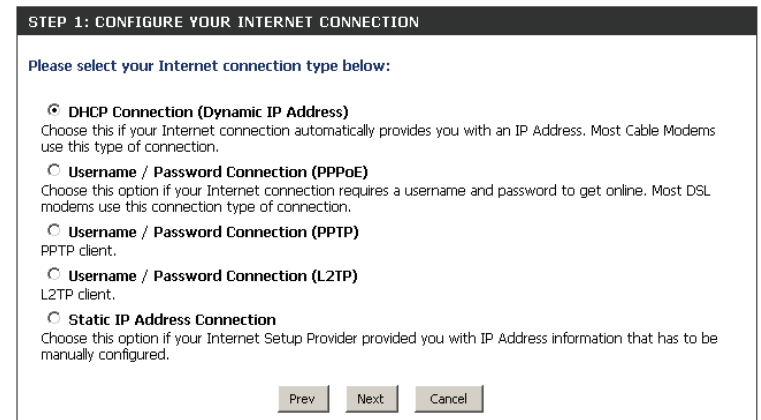 STEP 1: CONFIGURE YOUR INTERNET CONNECTION
Please select your Internet connection type below:
DHCP Connection (Dynamic IP Address)
Choose this if your Internet connection automatically provides you with an IP Address. Most Cable Modems
use this type of connection.
Username / Password Connection (PPPoE)
Choose this option if your Internet connection requires a username and password to get online. Most DSL
modems use this connection type of connection.
Username / Password Connection (PPTP)
PPTP client.
Username / Password Connection (L2TP)
L2TP client.
Static IP Address Connection
Choose this option if your Internet Setup Provider provided you with IP Address information that has to be
manually configured.
Prev Next Cancel